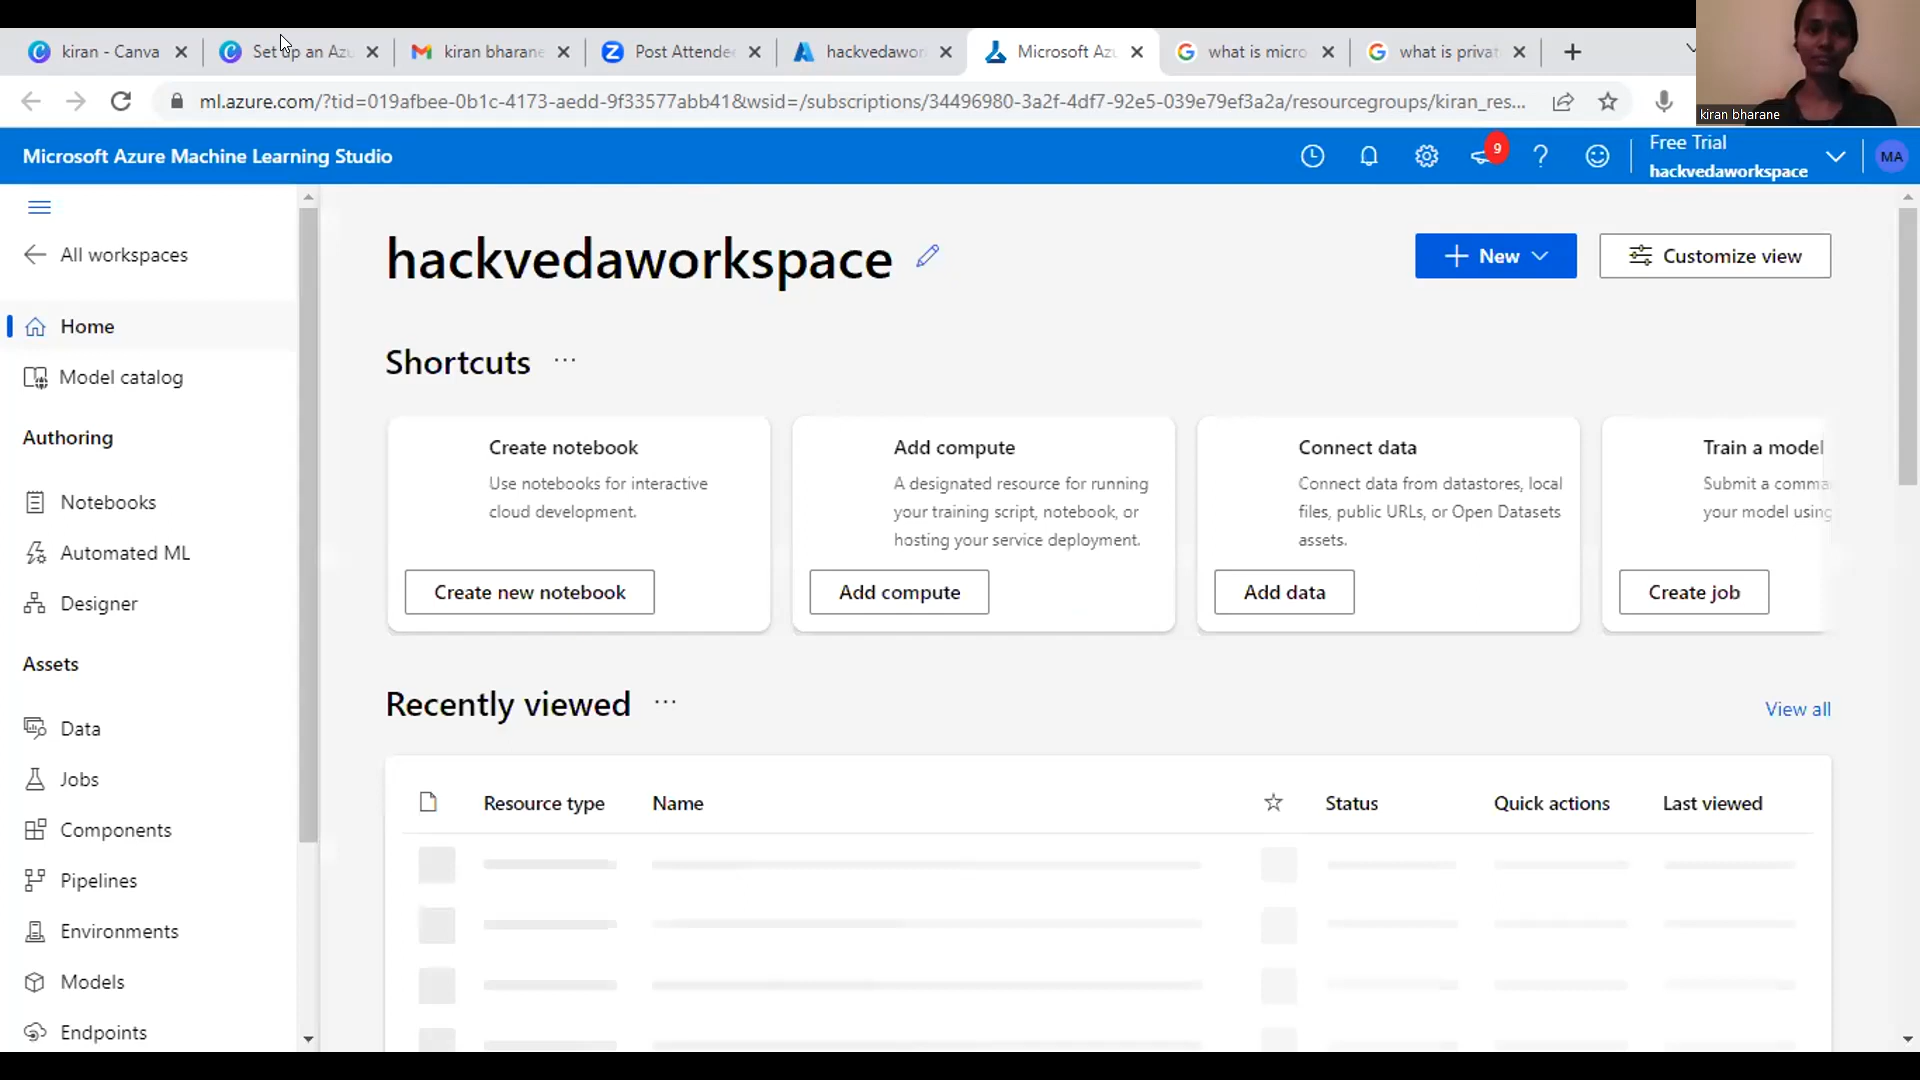 kiran - Canva
Set up an Azu
kiran bharane
Post Attendee
hackvedawor
Microsoft Azu
what is micro
what is privat
ml.azure.com/?tid=019afbee-0b1c-4173-aedd-9f33577abb41&wsid=/subscriptions/34496980-3a2f-4df7-92e5-039e79ef3a2a/resourcegroups/kiran_res...
kiran bharane
Microsoft Azure Machine Learning Studio
9
Free Trial
hackvedaworkspace
MA
All workspaces
Home
Model catalog
Authoring
Notebooks
Automated ML
Designer
Assets
Data
Jobs
Components
Pipelines
Environments
Models
Endpoints
hackvedaworkspace
New
Customize view
Shortcuts ...
Create notebook
Use notebooks for interactive
cloud development.
Create new notebook
Add compute
A designated resource for running
your training script, notebook, or
hosting your service deployment.
Add compute
Connect data
Connect data from datastores, local
files, public URLs, or Open Datasets
assets.
Add data
Train a model
Submit a comma
your model using
Create job
Recently viewed ...
View all
Resource type
Name
Status
Quick actions
Last viewed